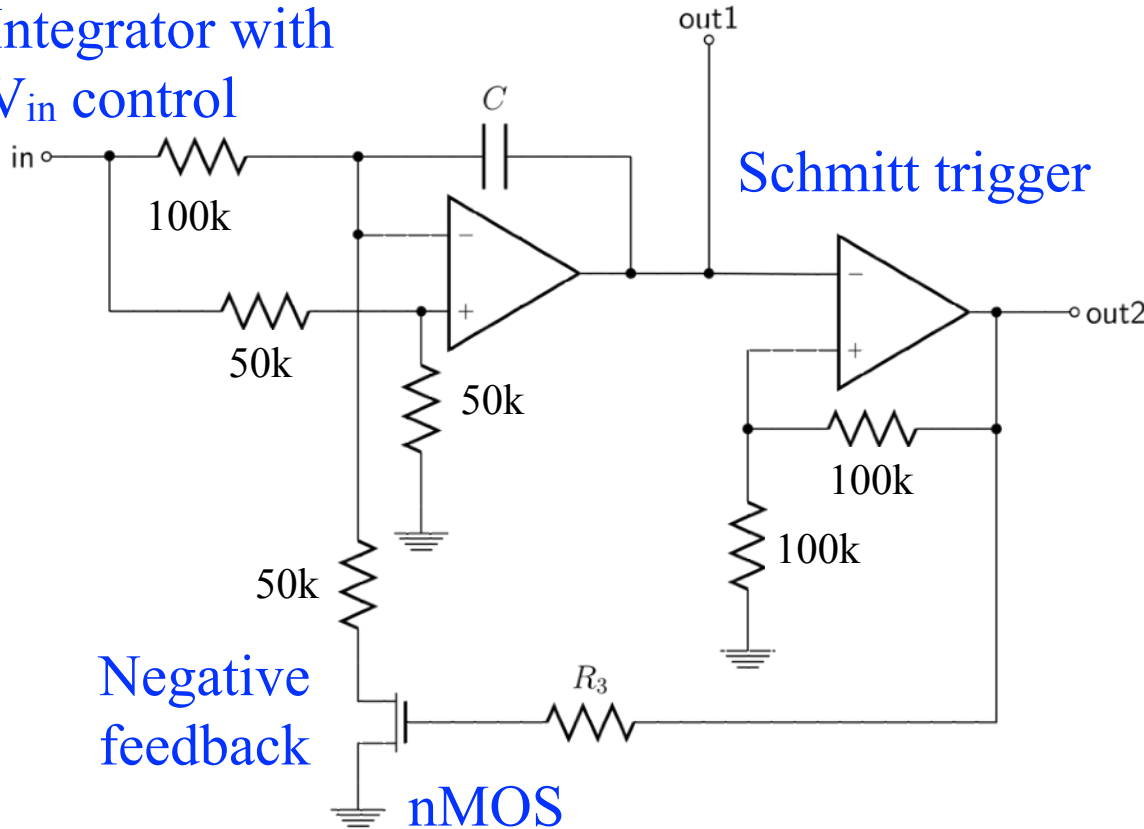 out1
Integrator with
Vin control
C
in
Schmitt trigger
100k
−
−
+
out2
50k
+
50k
100k
100k
50k
Negative
feedback
R3
nMOS